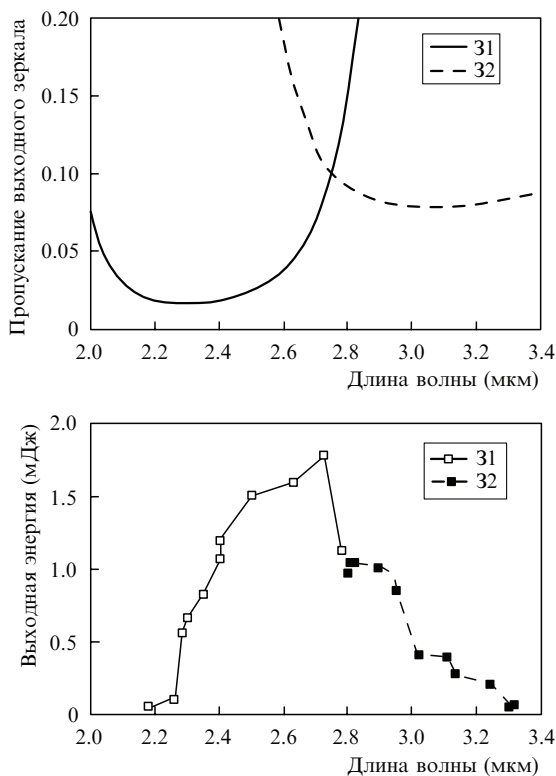 Пропускание выходного зеркала
0.20
0.15
0.10
0.05
0
З1
З2
2.0 2.2 2.4 2.6 2.8 3.0 3.2 3.4
Длина волны (мкм)
Выходная энергия (мДж)
2.0
1.5
1.0
0.5
0
З1
З2
2.0 2.2 2.4 2.6 2.8 3.0 3.2 3.4
Длина волны (мкм)